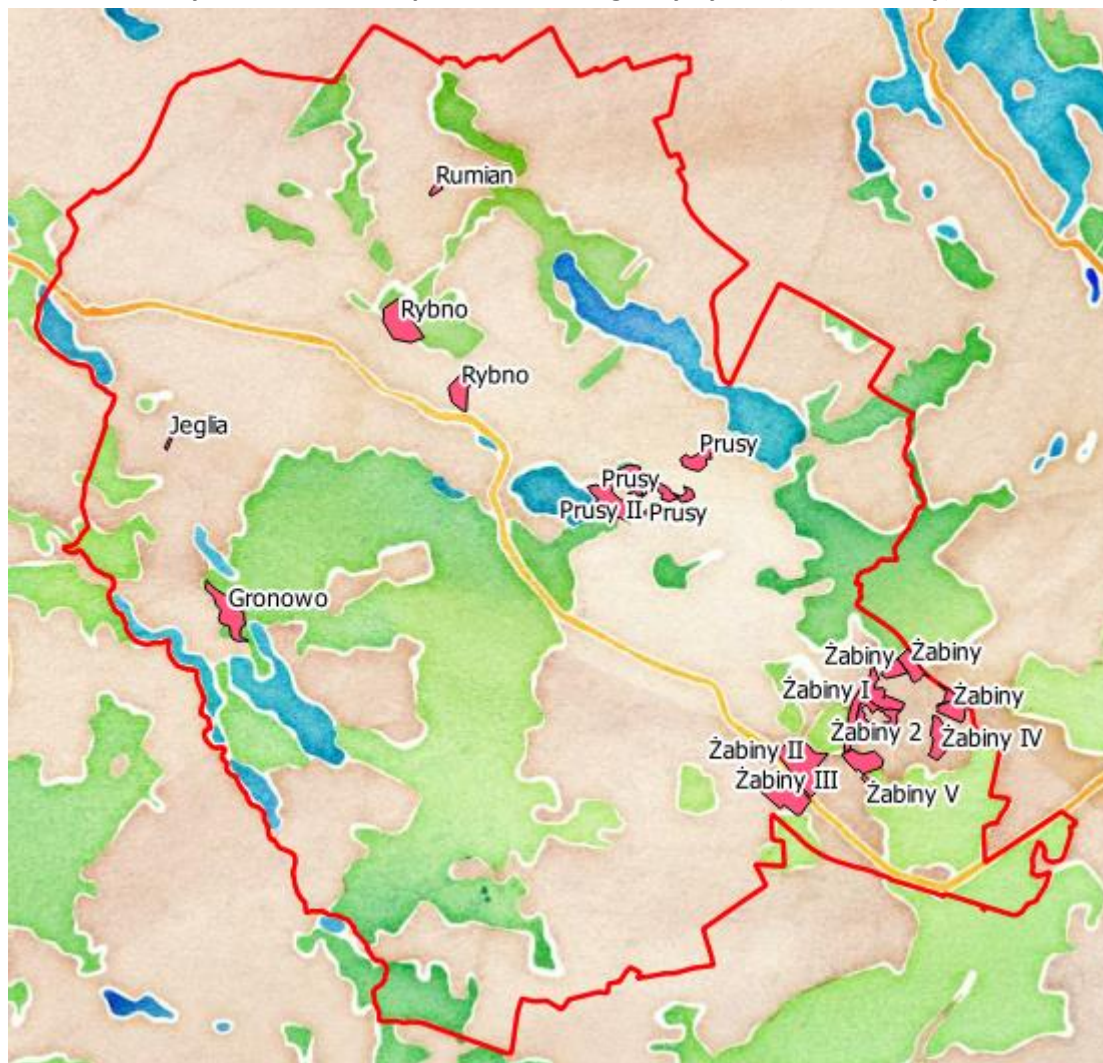 Rumian
Rybno
Rybno
Jeglia
Prusy
Prusy
Prusy II
Prusy
Gronowo
Żabiny
Żabiny
Żabiny I
Żabiny
Żabiny 2
Żabiny IV
Żabiny II
Żabiny III
Żabiny V